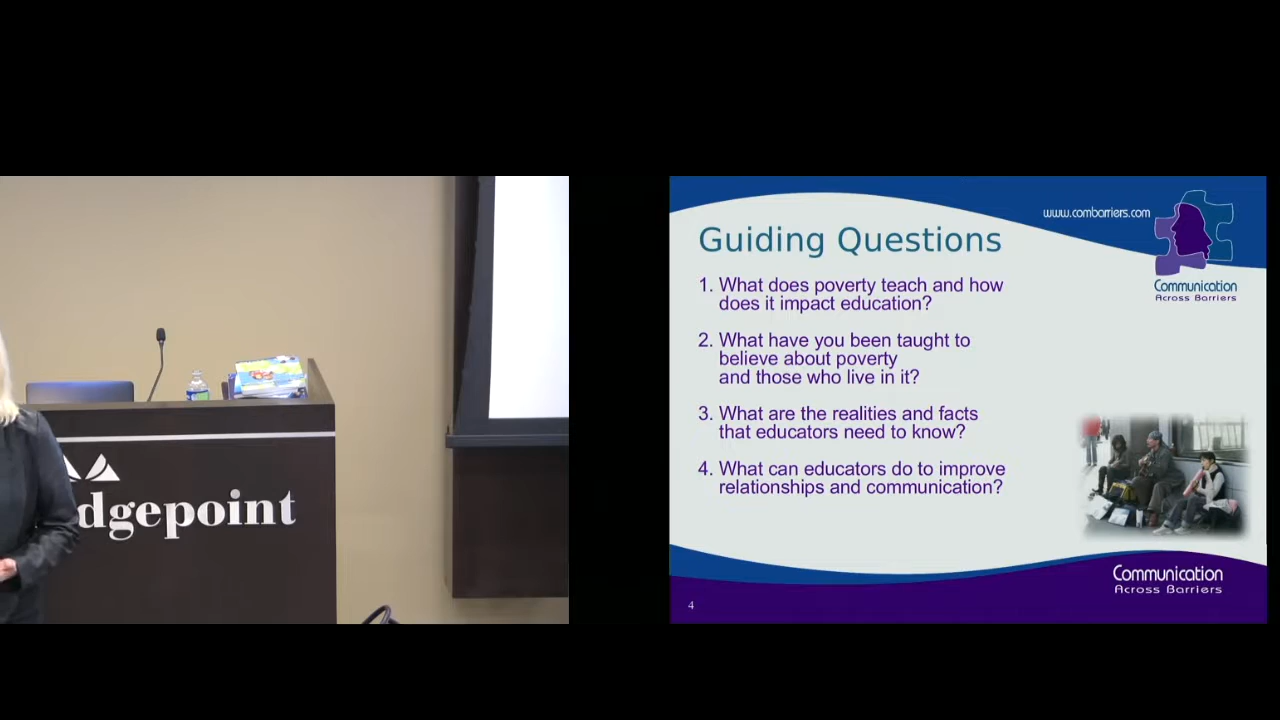 dgepoint
www.combarriers.com
Communication
Across Barriers
Guiding Questions
1. What does poverty teach and how
does it impact education?
2. What have you been taught to
believe about poverty
and those who live in it?
3. What are the realities and facts
that educators need to know?
4. What can educators do to improve
relationships and communication?
Communication
Across Barriers
4